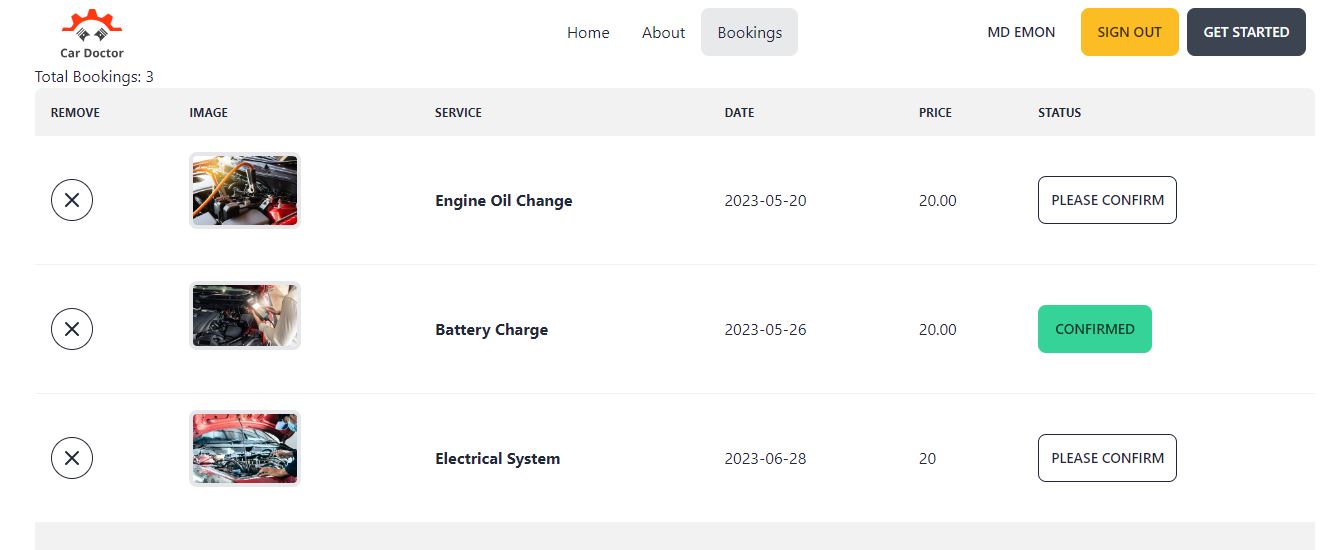 Home About Bookings MD EMON SIGN OUT GET STARTED
Car Doctor
Total Bookings: 3
REMOVE IMAGE SERVICE DATE PRICE STATUS
Engine Oil Change 2023-05-20 20.00 PLEASE CONFIRM
Battery Charge 2023-05-26 20.00 CONFIRMED
Electrical System 2023-06-28 20 PLEASE CONFIRM